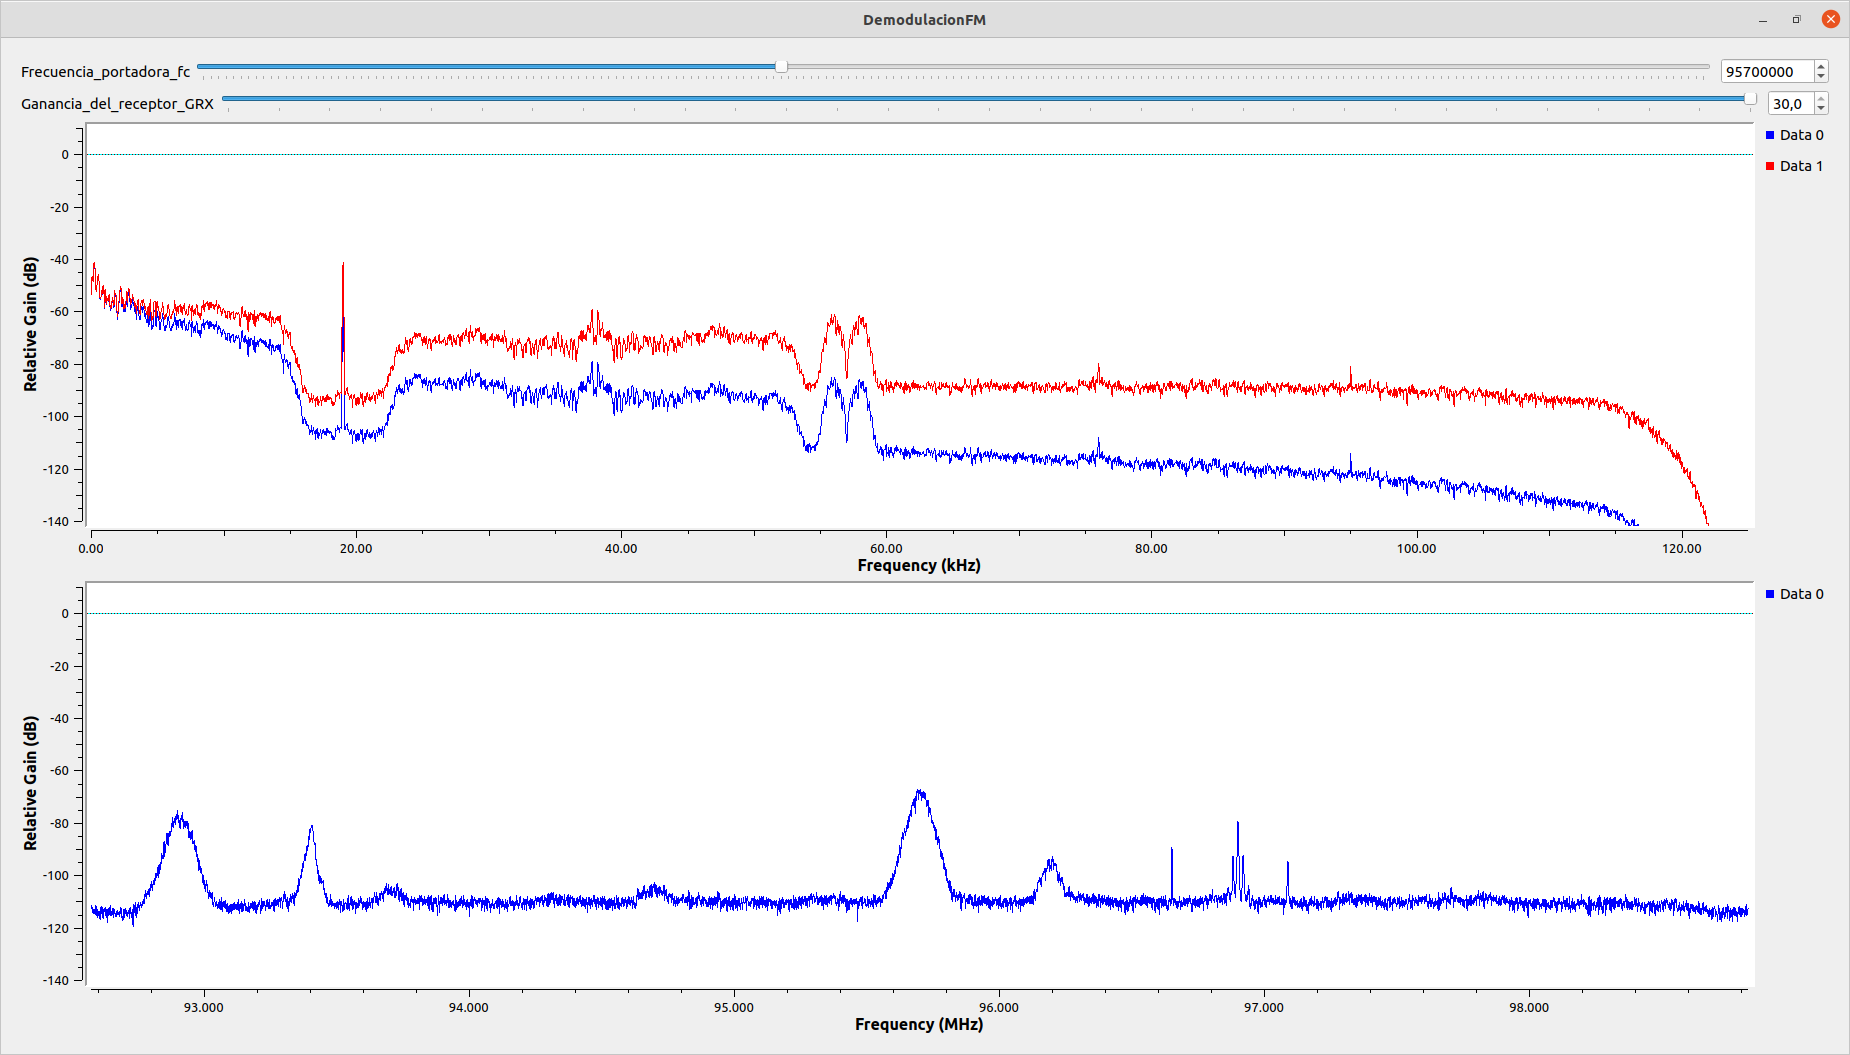 DemodulacionFM
Frecuencia_portadora_fc 95700000
Ganancia_del_receptor_GRX 30,0
Data 0
Data 1
Relative Gain (dB)
0
-20
-40
-60
-80
-100
-120
-140
0.00 20.00 40.00 60.00 80.00 100.00 120.00
Frequency (kHz)
Data 0
Relative Gain (dB)
0
-20
-40
-60
-80
-100
-120
-140
93.000 94.000 95.000 96.000 97.000 98.000
Frequency (MHz)